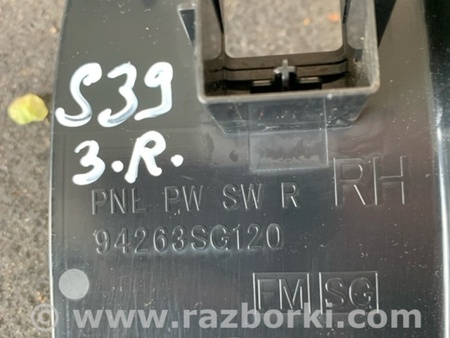 S39
3.R.
PNL PW SW R RH
94263SG120
FM SG
www.razborki.com